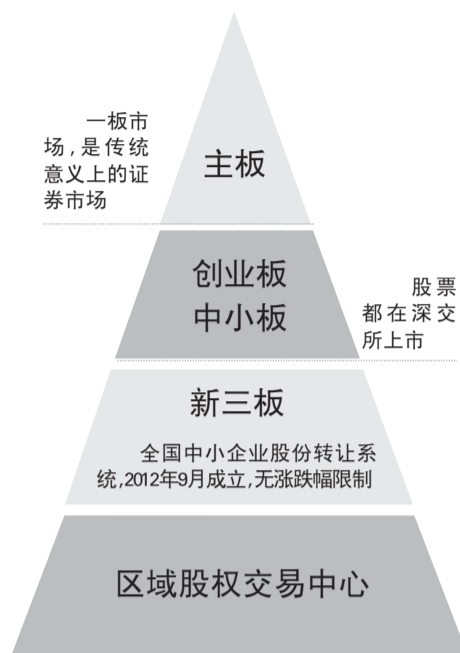 一板市
场，是传统
意义上的证
券市场
主板
创业板
中小板
股票
都在深交
所上市
新三板
全国中小企业股份转让系
统，2012年9月成立，无涨跌幅限制
区域股权交易中心